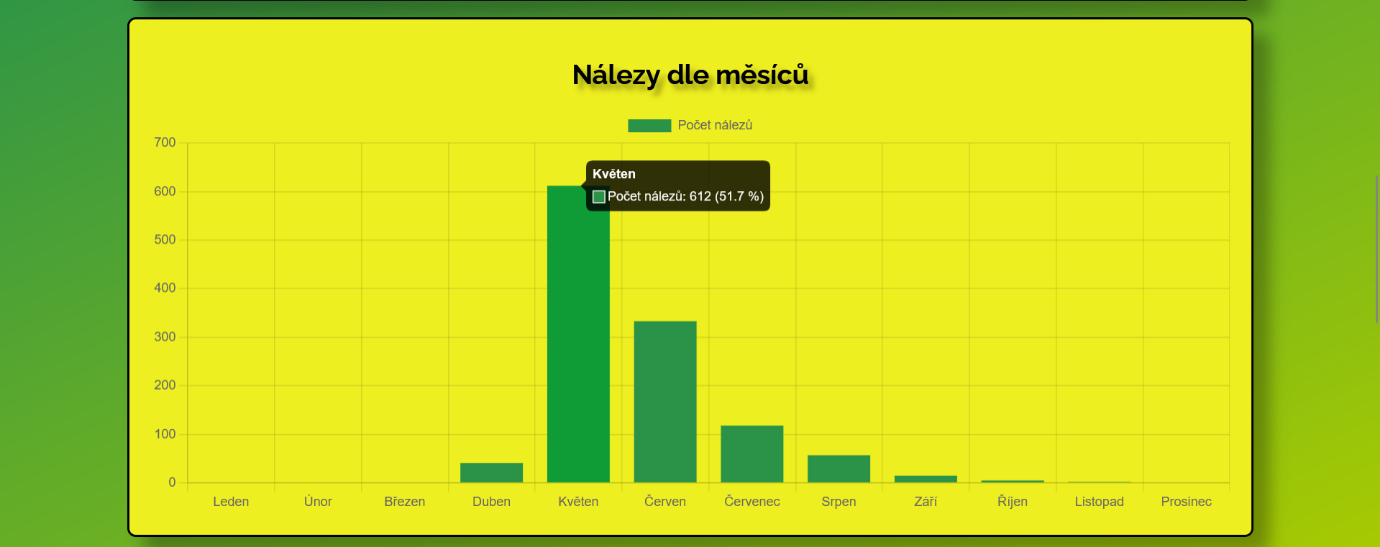 Nálezy dle měsíců
Počet nálezů
700
600
500
400
300
200
100
0
Květen
Počet nálezů: 612 (51.7 %)
Leden Únor Březen Duben Květen Červen Červenec Srpen Září Říjen Listopad Prosinec